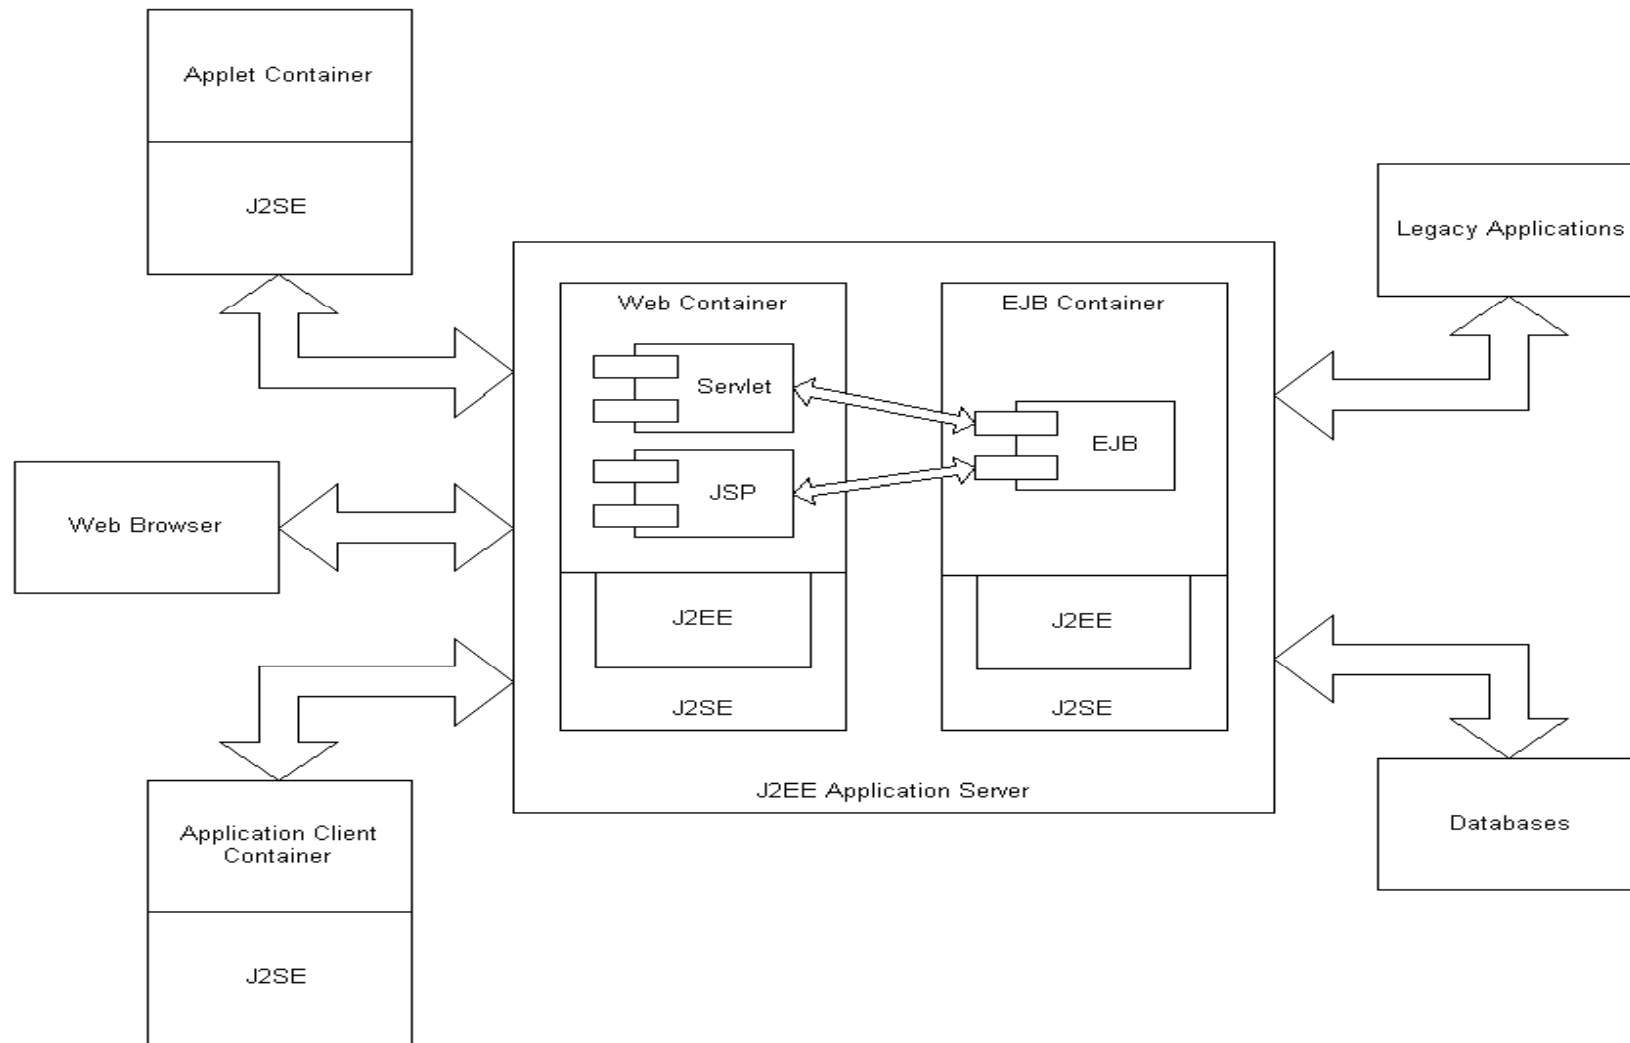 Applet Container
J2SE
Legacy Applications
Web Container
EJB Container
Servlet
EJB
JSP
Web Browser
J2EE
J2EE
J2SE
J2SE
J2EE Application Server
Application Client
Container
Databases
J2SE